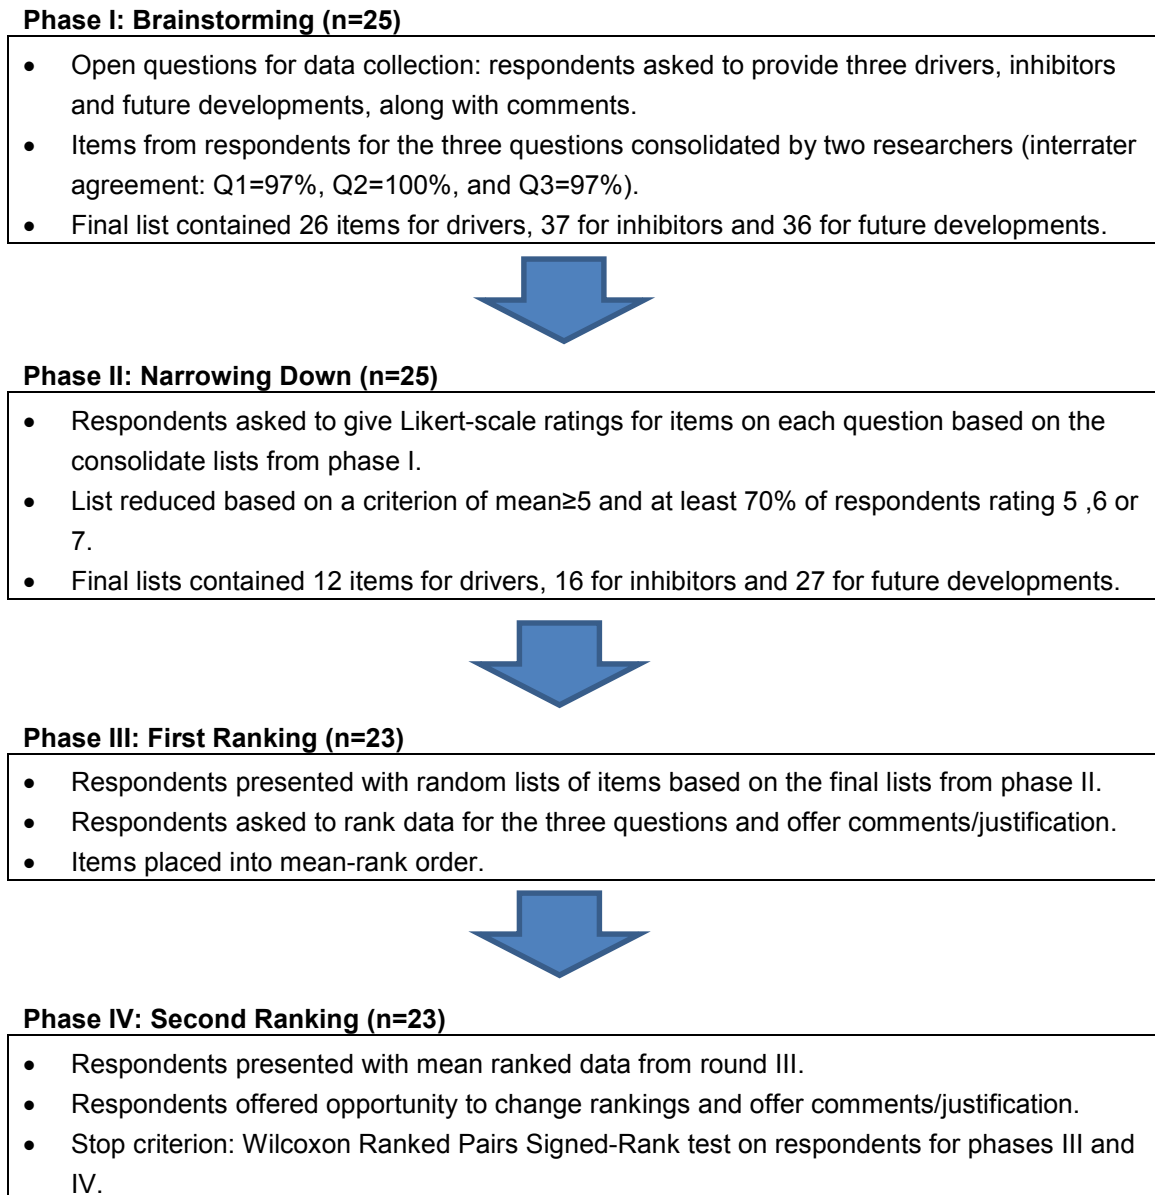 Phase I: Brainstorming (n=25)
• Open questions for data collection: respondents asked to provide three drivers, inhibitors
and future developments, along with comments.
• Items from respondents for the three questions consolidated by two researchers (interrater
agreement: Q1=97%, Q2=100%, and Q3=97%).
• Final list contained 26 items for drivers, 37 for inhibitors and 36 for future developments.
Phase II: Narrowing Down (n=25)
• Respondents asked to give Likert-scale ratings for items on each question based on the
consolidate lists from phase I.
• List reduced based on a criterion of mean≥5 and at least 70% of respondents rating 5 ,6 or
7.
• Final lists contained 12 items for drivers, 16 for inhibitors and 27 for future developments.
Phase III: First Ranking (n=23)
• Respondents presented with random lists of items based on the final lists from phase II.
• Respondents asked to rank data for the three questions and offer comments/justification.
• Items placed into mean-rank order.
Phase IV: Second Ranking (n=23)
• Respondents presented with mean ranked data from round III.
• Respondents offered opportunity to change rankings and offer comments/justification.
• Stop criterion: Wilcoxon Ranked Pairs Signed-Rank test on respondents for phases III and
IV.